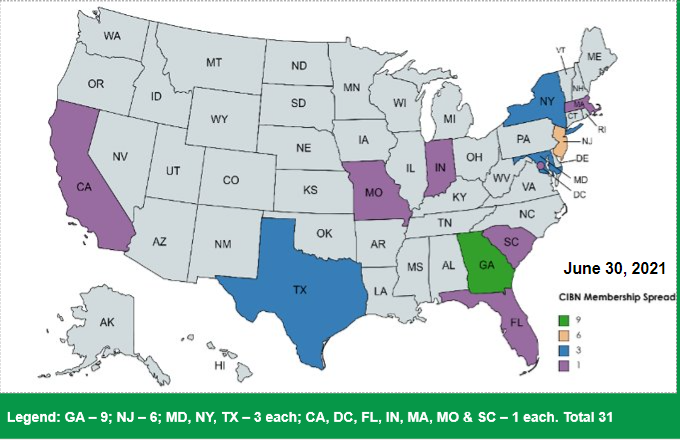 WA
MT
ND
MN
VT
ME
OR
ID
SD
WI
MI
NY
NH
MA
CT
RI
WY
IA
PA
NJ
NE
OH
DE
NV
UT
IL
IN
MD
CA
CO
KS
MO
WV
VA
DC
KY
NC
TN
AZ
NM
OK
AR
SC
MS
AL
GA
TX
LA
FL
AK
HI
June 30, 2021
CIBN Membership Spread
9
6
3
1
Legend: GA – 9; NJ – 6; MD, NY, TX – 3 each; CA, DC, FL, IN, MA, MO & SC – 1 each. Total 31